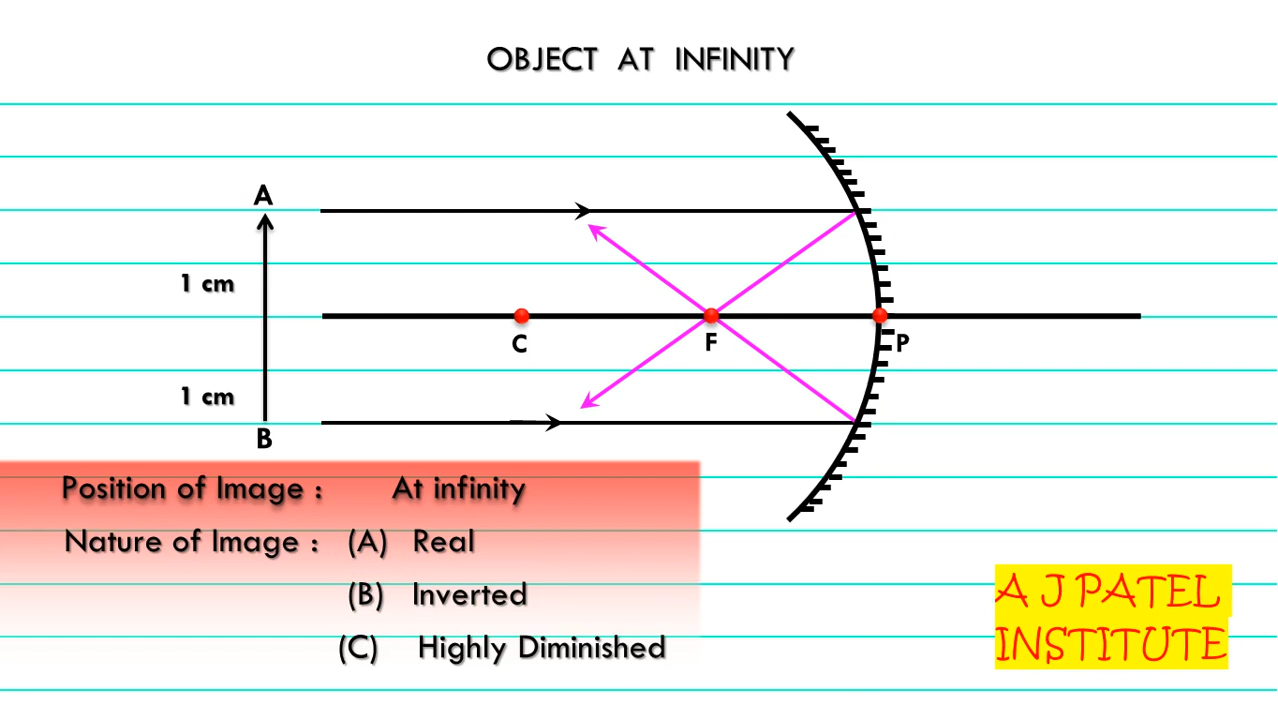 OBJECT AT INFINITY
A
1 cm
C
F
P
1 cm
B
Position of Image : At infinity
Nature of Image : (A) Real
(B) Inverted
(C) Highly Diminished
A J PATEL
INSTITUTE